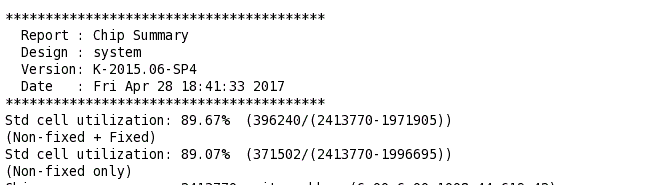 ****************************************
Report : Chip Summary
Design : system
Version: K-2015.06-SP4
Date   : Fri Apr 28 18:41:33 2017
****************************************
Std cell utilization: 89.67%  (396240/(2413770-1971905))
(Non-fixed + Fixed)
Std cell utilization: 89.07%  (371502/(2413770-1996695))
(Non-fixed only)